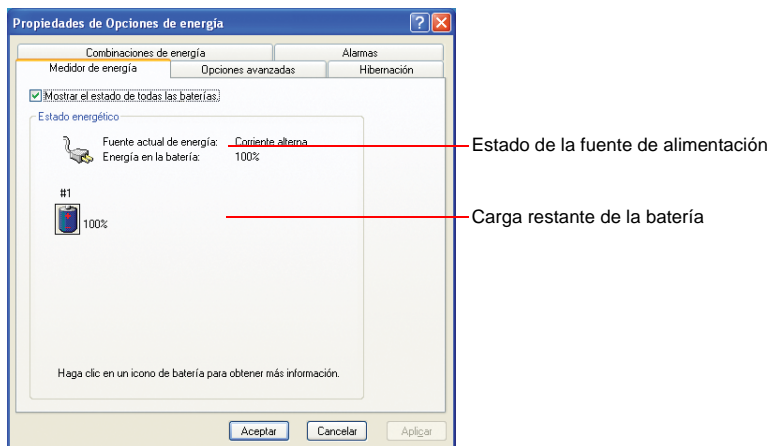 Propiedades de Opciones de energía
Combinaciones de energía Alarmas
Medidor de energía Opciones avanzadas Hibernación
Mostrar el estado de todas las baterías.
Estado energético
Fuente actual de energía: Corriente alterna
Energía en la batería: 100%
Estado de la fuente de alimentación
#1
100%
Carga restante de la batería
Haga clic en un icono de batería para obtener más información.
Aceptar Cancelar Aplicar